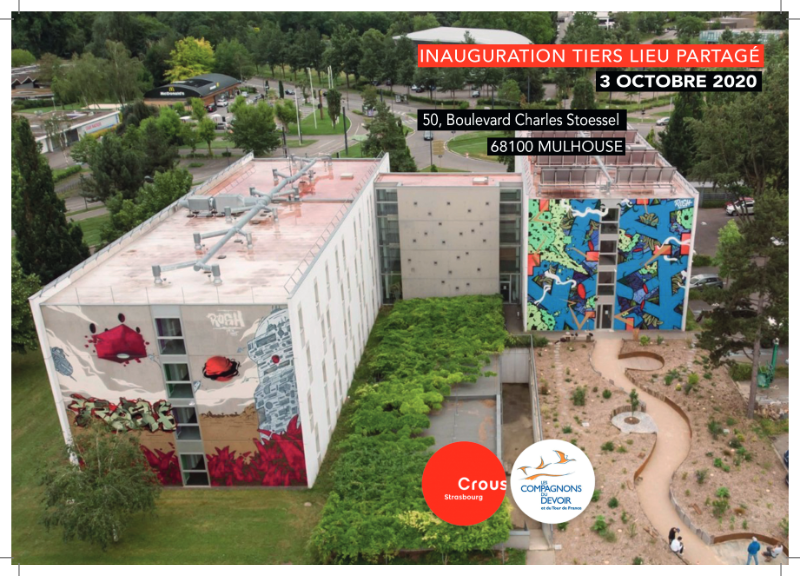 INAUGURATION TIERS LIEU PARTAGÉ
3 OCTOBRE 2020
50, Boulevard Charles Stoessel
68100 MULHOUSE
Crous
Strasbourg
LES
COMPAGNONS
DU
DEVOIR
et du Tour de France